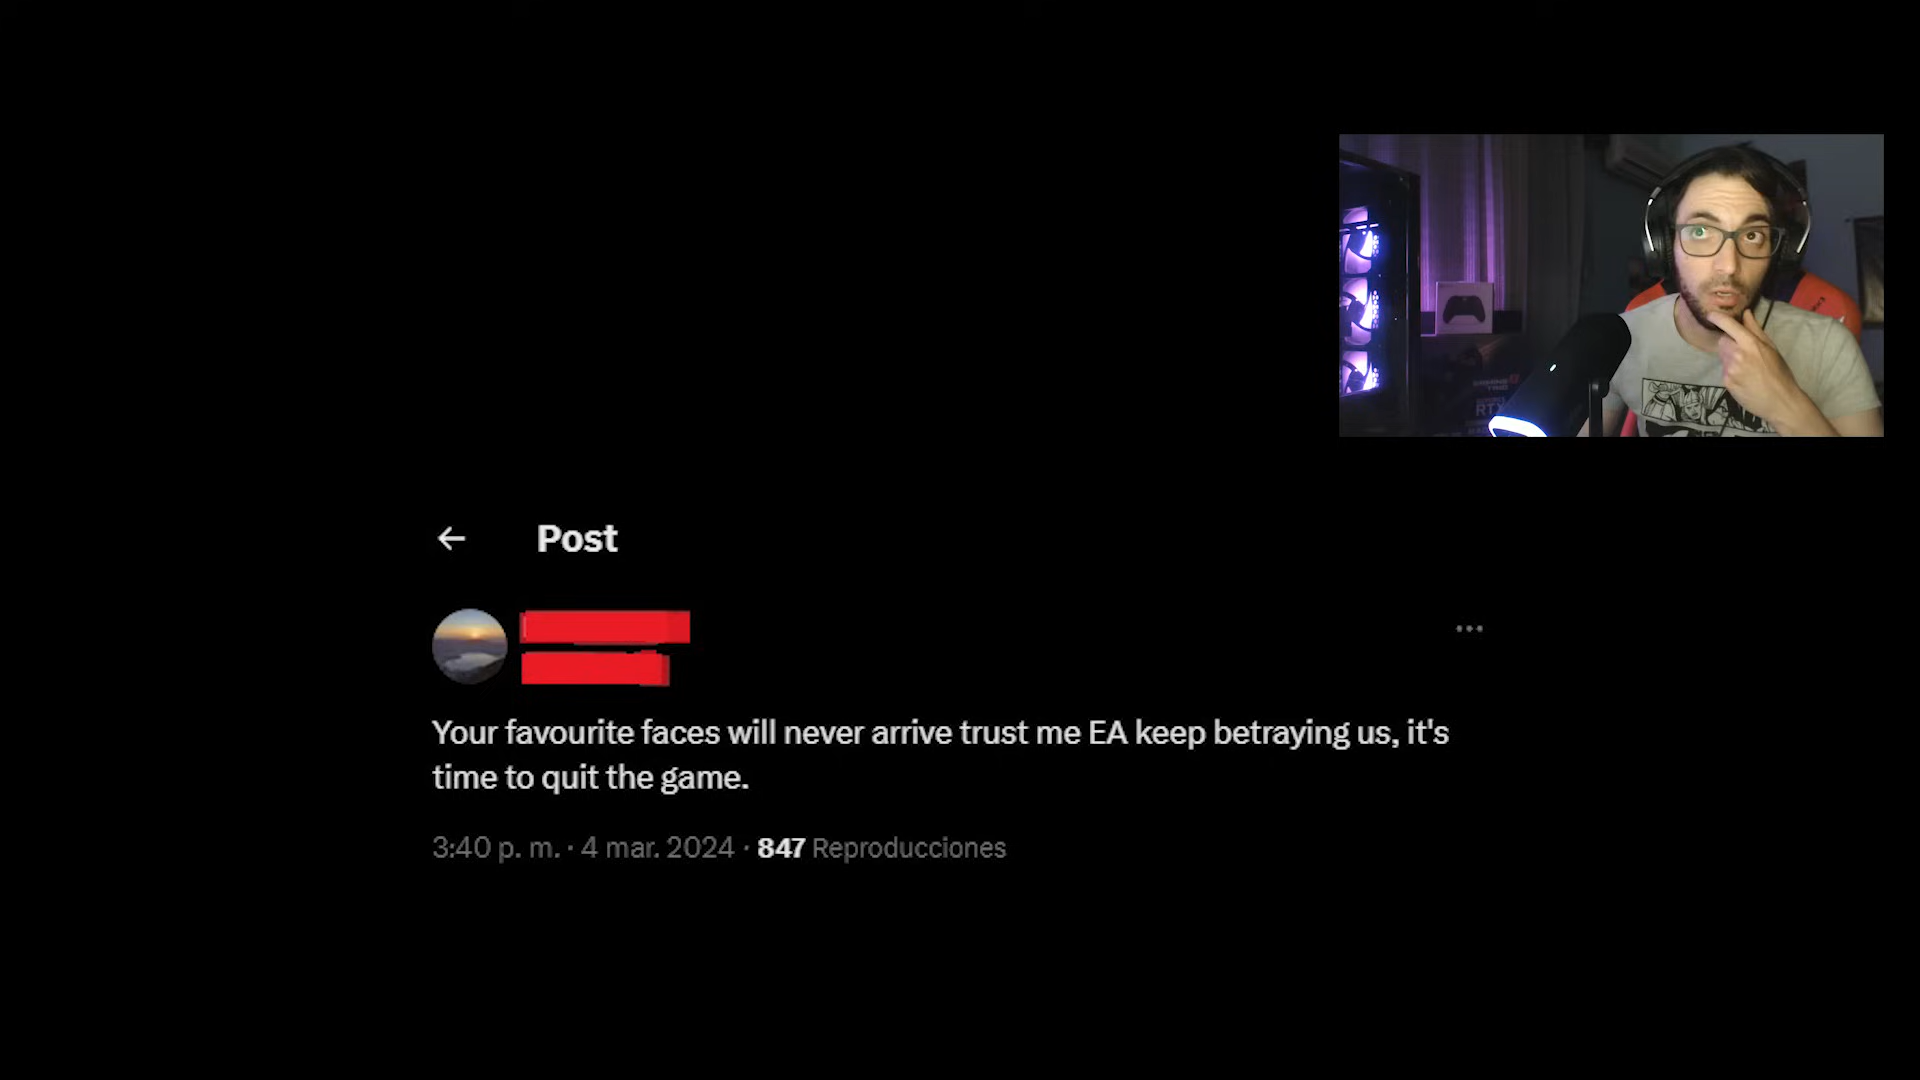 Post
Your favourite faces will never arrive trust me EA keep betraying us, it's
time to quit the game.
3:40 p. m. · 4 mar. 2024 · 847 Reproducciones
RTX